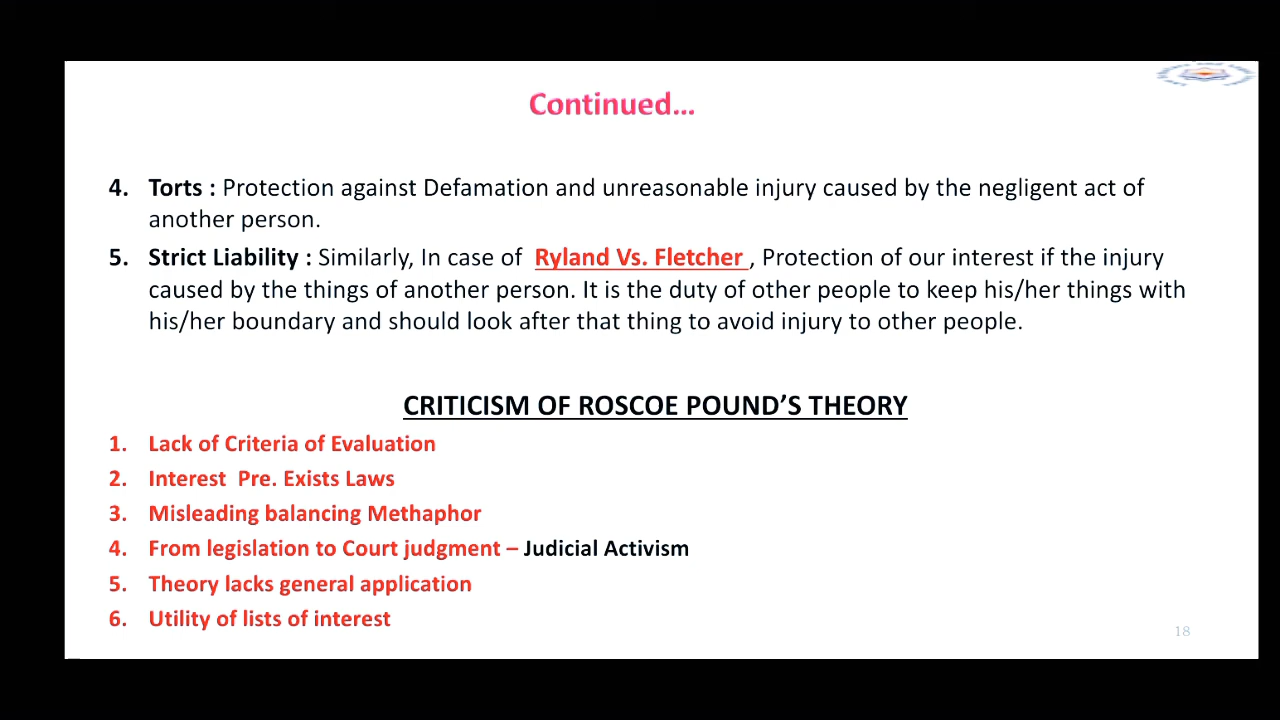 Continued...
4. Torts : Protection against Defamation and unreasonable injury caused by the negligent act of
another person.
5. Strict Liability : Similarly, In case of Ryland Vs. Fletcher , Protection of our interest if the injury
caused by the things of another person. It is the duty of other people to keep his/her things with
his/her boundary and should look after that thing to avoid injury to other people.
CRITICISM OF ROSCOE POUND’S THEORY
1. Lack of Criteria of Evaluation
2. Interest Pre. Exists Laws
3. Misleading balancing Methaphor
4. From legislation to Court judgment – Judicial Activism
5. Theory lacks general application
6. Utility of lists of interest
18